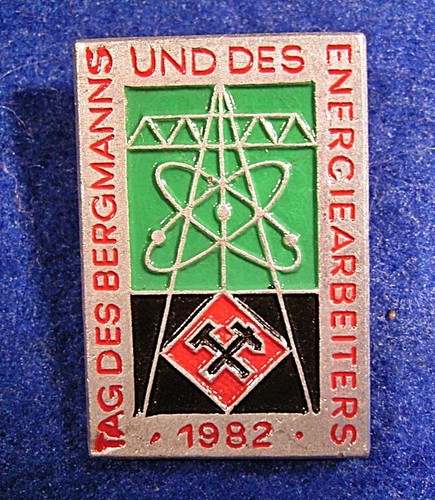 TAG DES BERGMANNS
UND DES
ENERGIEARBEITERS
· 1982 ·